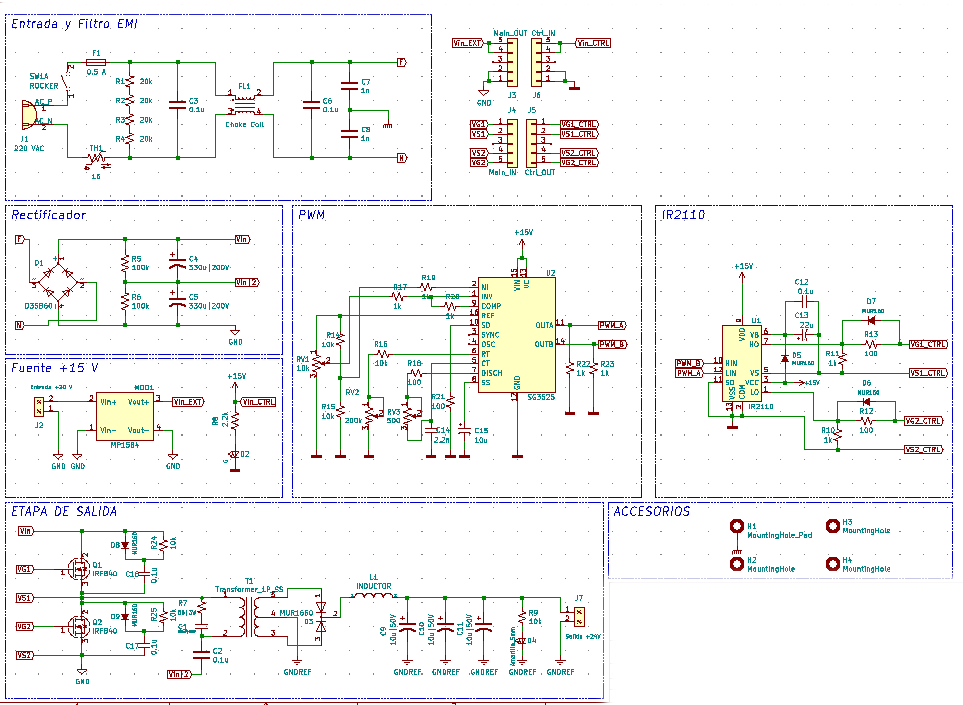 Entrada y Filtro EMI
F1
0.5 A
SW1A
ROCKER
AC_P
AC_N
J1
220 VAC
R1 20k
R2 20k
R3 20k
R4 20k
TH1
C3
0.1u
FL1
Choke Coil
C6
0.1u
C7
1n
C8
1n
F
N
Main_OUT Ctrl_IN
Vin_EXT
Vin_CTRL
GND
J3 J6
J4 J5
VG1
VS1
VS2
VG2
VG1_CTRL
VS1_CTRL
VS2_CTRL
VG2_CTRL
Main_IN Ctrl_OUT
Rectificador
F
N
D1
D3SB60
R5
100k
R6
100k
C4
330u|200V
C5
330u|200V
Vin
Vin|2
GND
Fuente +15 V
J2
MOD1
Vin+ Vout+
Vin- Vout-
MP1584
Vin_EXT
+15V
Vin_CTRL
R8
2.2k
D2
GND GND GND
PWM
+15V
U2
SG3525
VIN
VC
NI
INV
COMP
REF
SD
SYNC
OSC
RT
CT
DISCH
SS
OUTA
OUTB
GND
PWM_A
PWM_B
R17
1k
R19
1k
R20
1k
R14
10k
RV1
10k
R16
10k
R18
100
R15
10k
RV2
200k
RV3
500
R21
100
C14
2.2n
C15
10u
R22
1k
R23
1k
IR2110
+15V
U1
IR2110
VDD
HIN
LIN
SD
VSS
COM
VB
HO
VS
VCC
LO
PWM_B
PWM_A
C12
0.1u
C13
22u
D5
MUR160
+15V
D7
MUR160
R13
100
R11
1k
D6
MUR160
R12
100
R10
1k
VG1_CTRL
VS1_CTRL
VG2_CTRL
VS2_CTRL
ETAPA DE SALIDA
Vin
VG1
VS1
VG2
VS2
Q1
IRF840
Q2
IRF840
D8
MUR160
R24
10k
C16
0.1u
D9
MUR160
R25
10k
C17
0.1u
GND
R7
C1
C2
0.1u
Vin|2
T1
Transformer_1P_SS
MUR1660
D3
L1
INDUCTOR
C9
10u|50V
C10
10u|50V
C11
10u|50V
R9
10k
D4
Amarillo_5mm
J7
Salida +24V
GNDREF GNDREF GNDREF GNDREF GNDREF GNDREF
ACCESORIOS
H1
MountingHole_Pad
H2
MountingHole
H3
MountingHole
H4
MountingHole